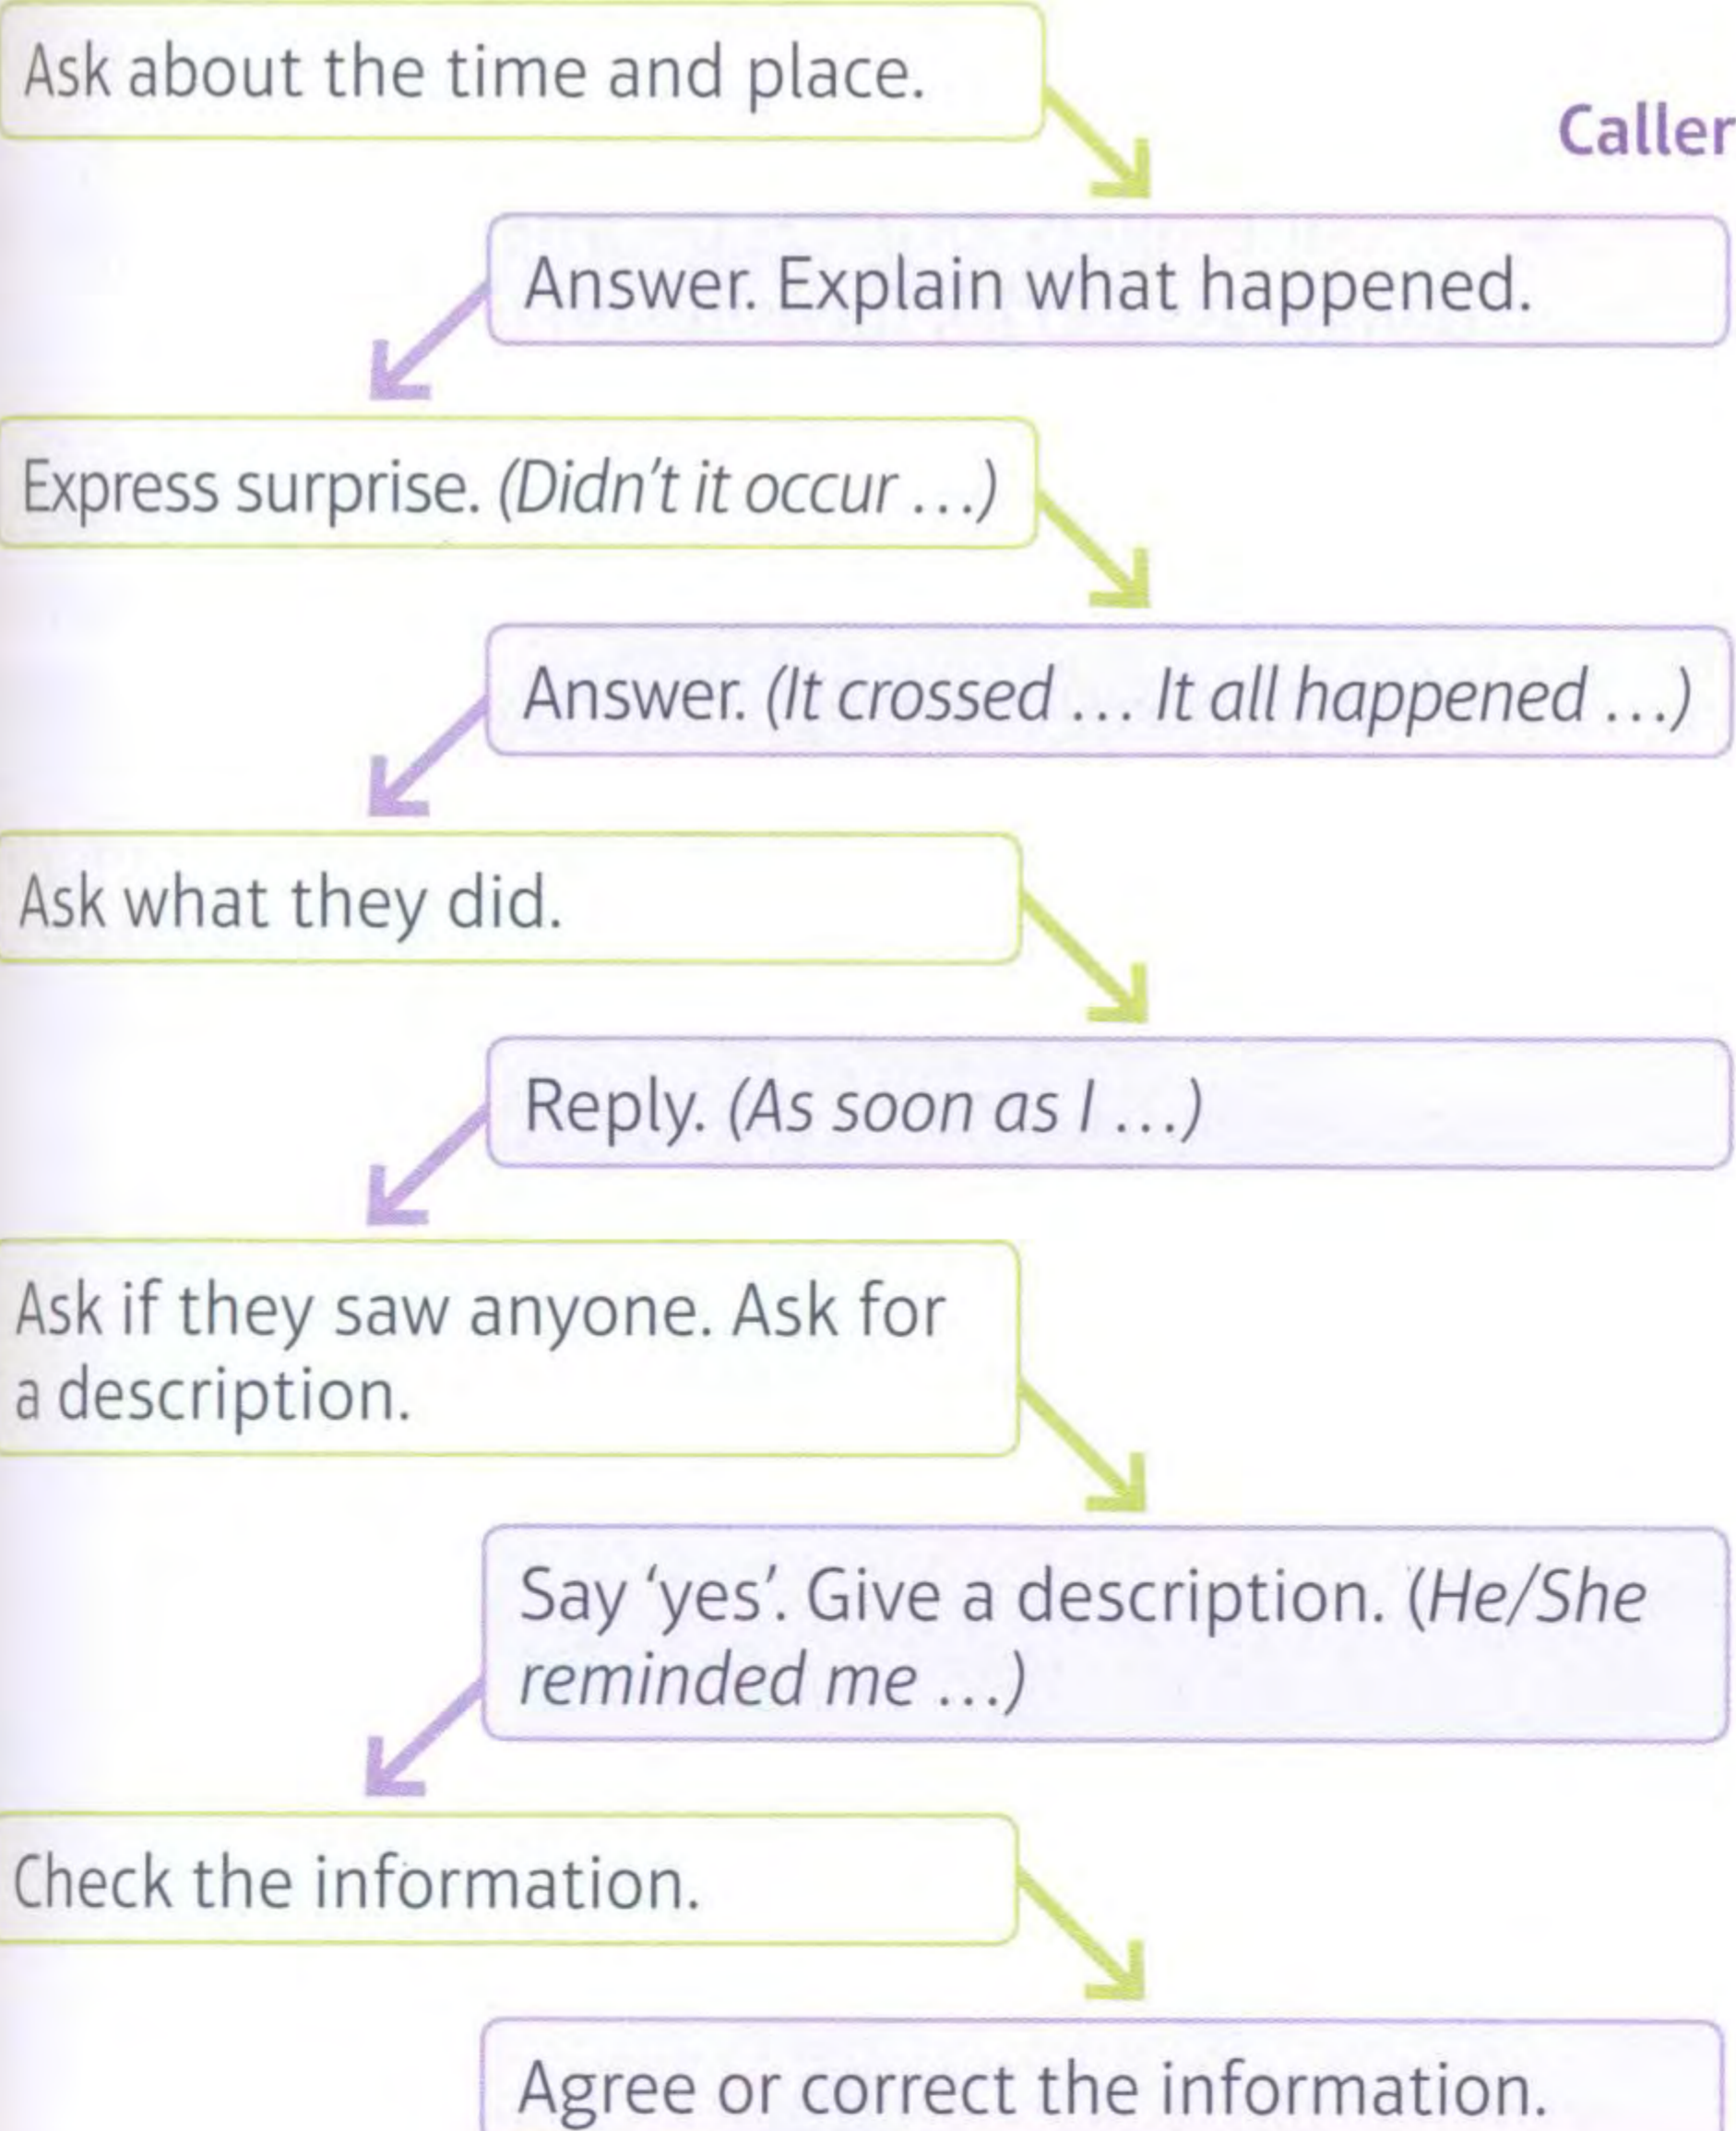 Ask about the time and place.
Caller
Answer. Explain what happened.
Express surprise. (Didn't it occur …)
Answer. (It crossed … It all happened …)
Ask what they did.
Reply. (As soon as I …)
Ask if they saw anyone. Ask for
a description.
Say ‘yes’. Give a description. (He/She
reminded me …)
Check the information.
Agree or correct the information.